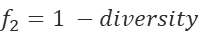 f₂ = 1 − diversity